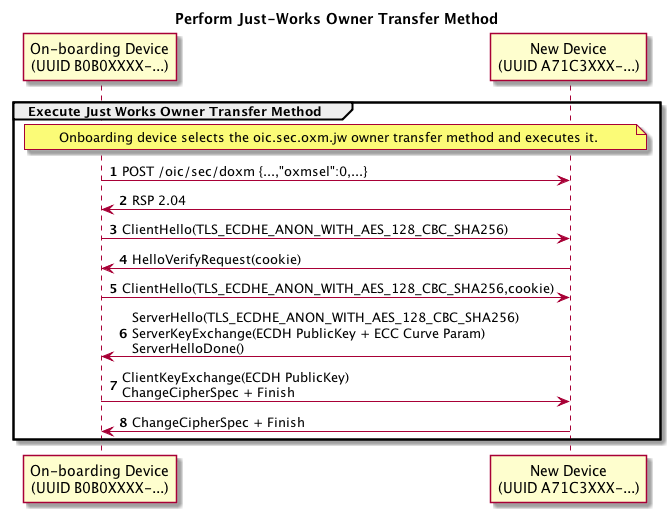 Perform Just-Works Owner Transfer Method
On-boarding Device
(UUID B0B0XXXX-...)
New Device
(UUID A71C3XXX-...)
Execute Just Works Owner Transfer Method
Onboarding device selects the oic.sec.oxm.jw owner transfer method and executes it.
1 POST /oic/sec/doxm {...,"oxmsel":0,...}
2 RSP 2.04
3 ClientHello(TLS_ECDHE_ANON_WITH_AES_128_CBC_SHA256)
4 HelloVerifyRequest(cookie)
5 ClientHello(TLS_ECDHE_ANON_WITH_AES_128_CBC_SHA256,cookie)
ServerHello(TLS_ECDHE_ANON_WITH_AES_128_CBC_SHA256)
6 ServerKeyExchange(ECDH PublicKey + ECC Curve Param)
ServerHelloDone()
7 ClientKeyExchange(ECDH PublicKey)
ChangeCipherSpec + Finish
8 ChangeCipherSpec + Finish
On-boarding Device
(UUID B0B0XXXX-...)
New Device
(UUID A71C3XXX-...)